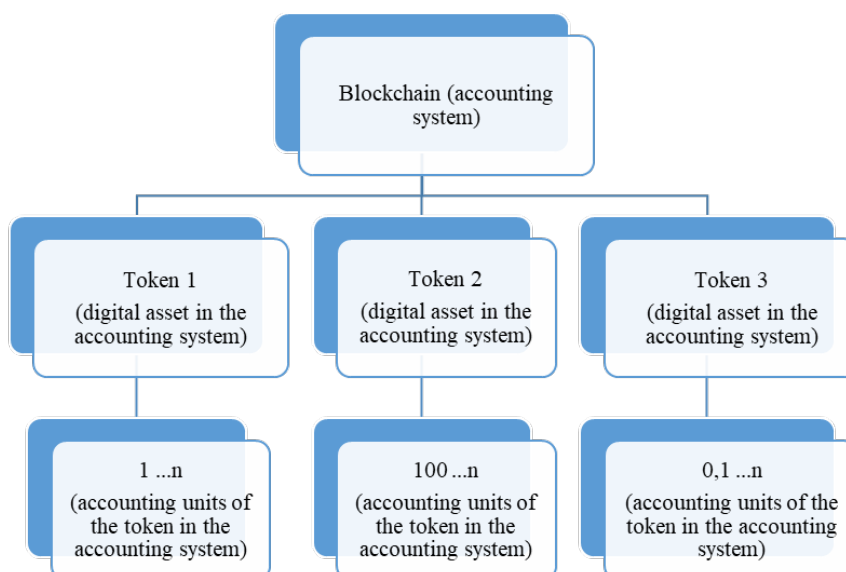 Blockchain (accounting
system)
Token 1
(digital asset in the
accounting system)
Token 2
(digital asset in the
accounting system)
Token 3
(digital asset in the
accounting system)
1 ...n
(accounting units of
the token in the
accounting system)
100 ...n
(accounting units of
the token in the
accounting system)
0,1 ...n
(accounting units of the
token in the accounting
system)